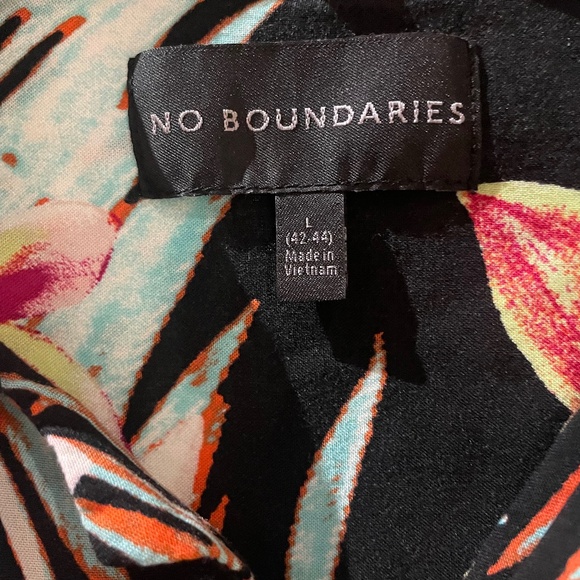 NO BOUNDARIES
L
(42-44)
Made in
Vietnam